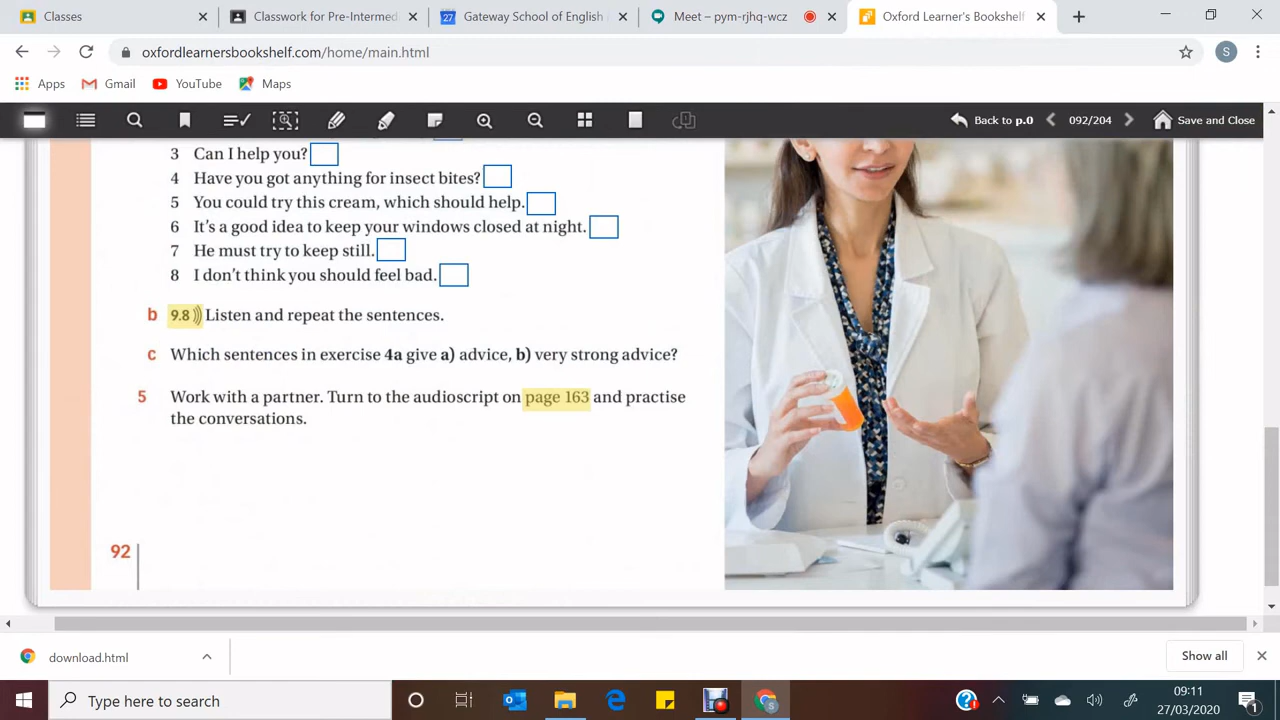 Classes
Classwork for Pre-Intermed
27
Gateway School of English
Meet – pym-rjhq-wcz
Oxford Learner's Bookshelf
oxfordlearnersbookshelf.com/home/main.html
S
Apps
Gmail
YouTube
Maps
Back to p.0
092/204
Save and Close
3 Can I help you?
4 Have you got anything for insect bites?
5 You could try this cream, which should help.
6 It's a good idea to keep your windows closed at night.
7 He must try to keep still.
8 I don't think you should feel bad.
b 9.8 Listen and repeat the sentences.
c Which sentences in exercise 4a give a) advice, b) very strong advice?
5 Work with a partner. Turn to the audioscript on page 163 and practise
the conversations.
92
download.html
Show all
Type here to search
09:11
27/03/2020
1